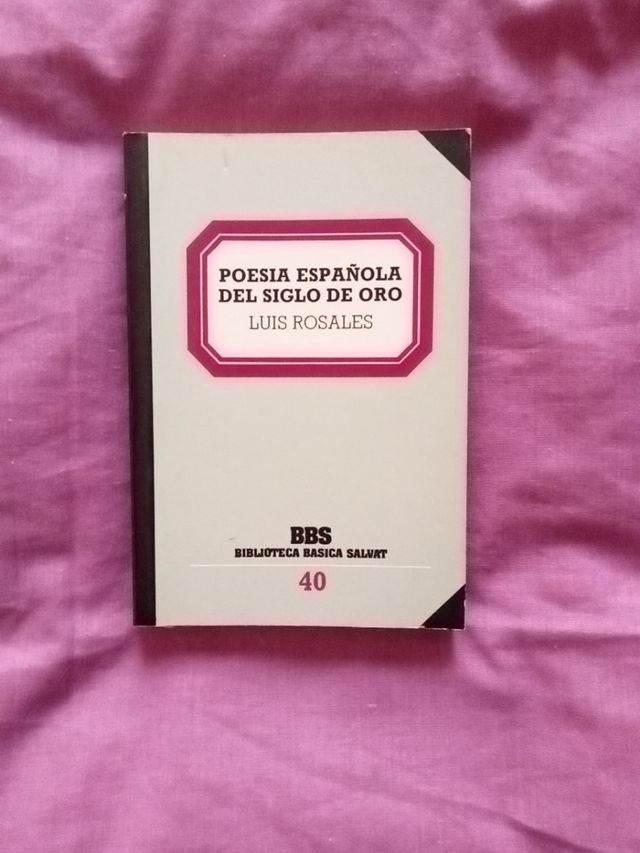 POESIA ESPAÑOLA
DEL SIGLO DE ORO
LUIS ROSALES
BBS
BIBLIOTECA BASICA SALVAT
40